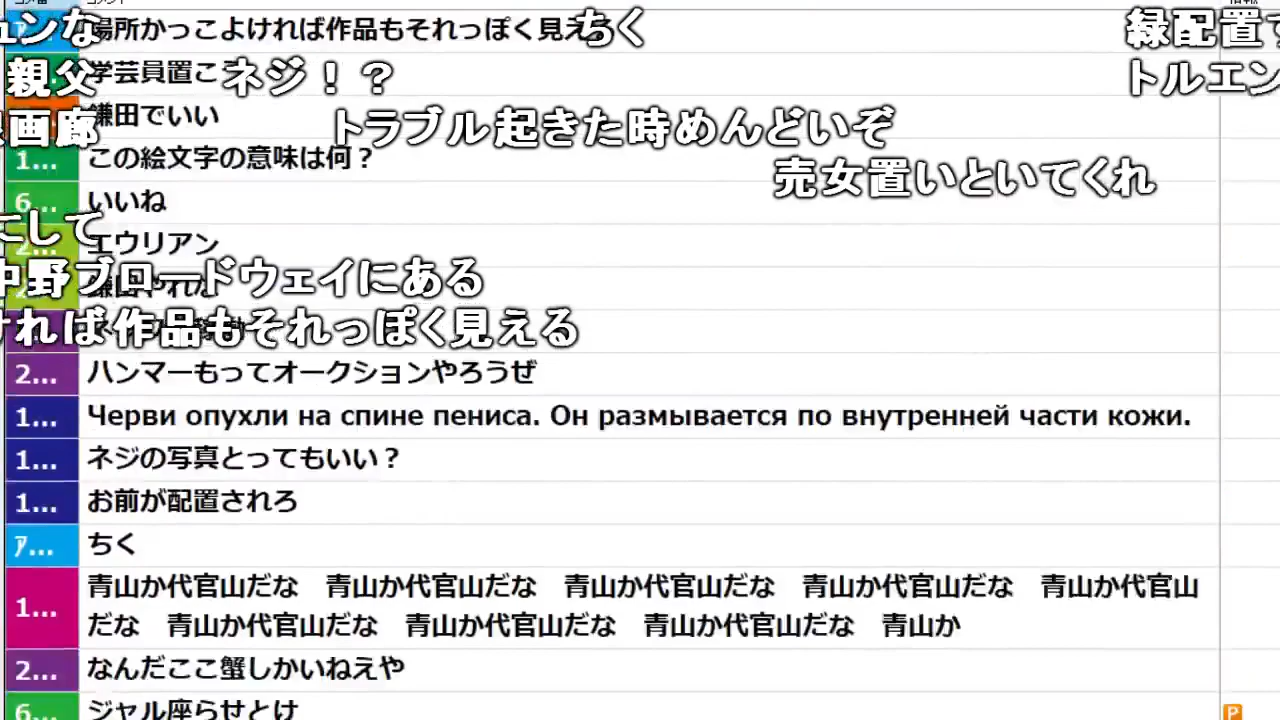 場所かっこよければ作品もそれっぽく見える
ちく
緑配置す
親父
学芸員置こ
ネジ！？
トルエン
画廊
鎌田でいい
トラブル起きた時めんどいぞ
1... この絵文字の意味は何？
売女置いといてくれ
6... いいね
にして
エウリアン
中野ブロードウェイにある
鎌田やれな
ければ作品もそれっぽく見える
2... ハンマーもってオークションやろうぜ
1... Черви опухли на спине пениса. Он размывается по внутренней части кожи.
1... ネジの写真とってもいい？
1... お前が配置されろ
ｱ... ちく
1... 青山か代官山だな　青山か代官山だな　青山か代官山だな　青山か代官山だな　青山か代官山
だな　青山か代官山だな　青山か代官山だな　青山か代官山だな　青山か
2... なんだここ蟹しかいねえや
6... ジャル座らせとけ
P